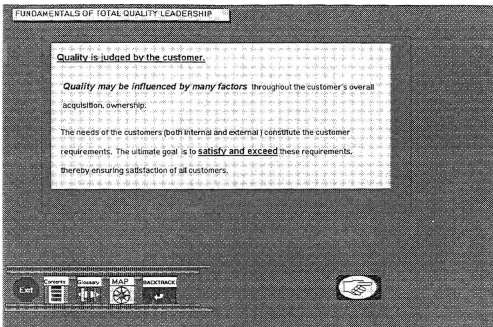 FUNDAMENTALS OF TOTAL QUALITY LEADERSHIP
Quality is judged by the customer.
Quality may be influenced by many factors throughout the customer's overall
acquisition, ownership.
The needs of the customers (both internal and external ) constitute the customer
requirements. The ultimate goal is to satisfy and exceed these requirements,
thereby ensuring satisfaction of all customers.
Exit
Contents
Glossary
MAP
BACKTRACK